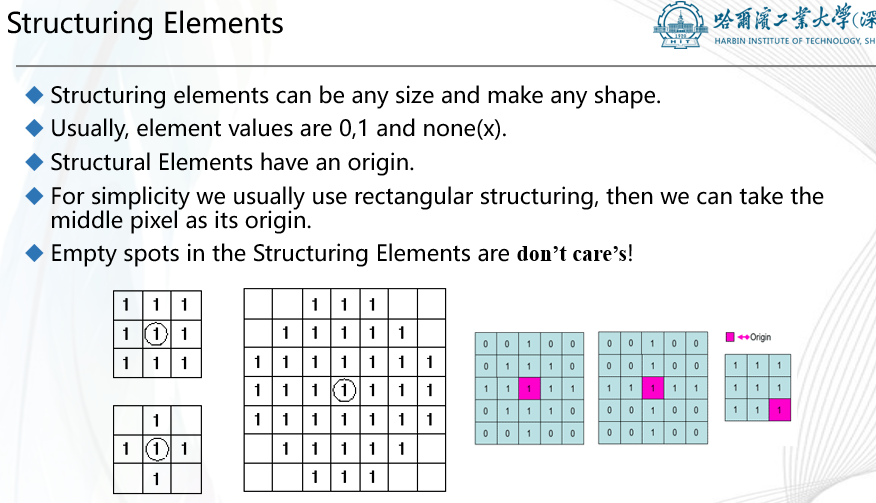 Structuring Elements
哈爾濱工業大學(深
HARBIN INSTITUTE OF TECHNOLOGY, SH
HIT
Structuring elements can be any size and make any shape.
Usually, element values are 0,1 and none(x).
Structural Elements have an origin.
For simplicity we usually use rectangular structuring, then we can take the
middle pixel as its origin.
Empty spots in the Structuring Elements are don’t care’s!
1 1 1
1 1 1
1 1 1
1
1 1 1
1
1 1 1
1 1 1 1 1
1 1 1 1 1 1 1
1 1 1 1 1 1 1
1 1 1 1 1 1 1
1 1 1 1 1
1 1 1
0 0 1 0 0
0 1 1 1 0
1 1 1 1 1
0 1 1 1 0
0 0 1 0 0
0 0 1 0 0
0 0 1 0 0
1 1 1 1 1
0 0 1 0 0
0 0 1 0 0
Origin
1 1 1
1 1 1
1 1 1